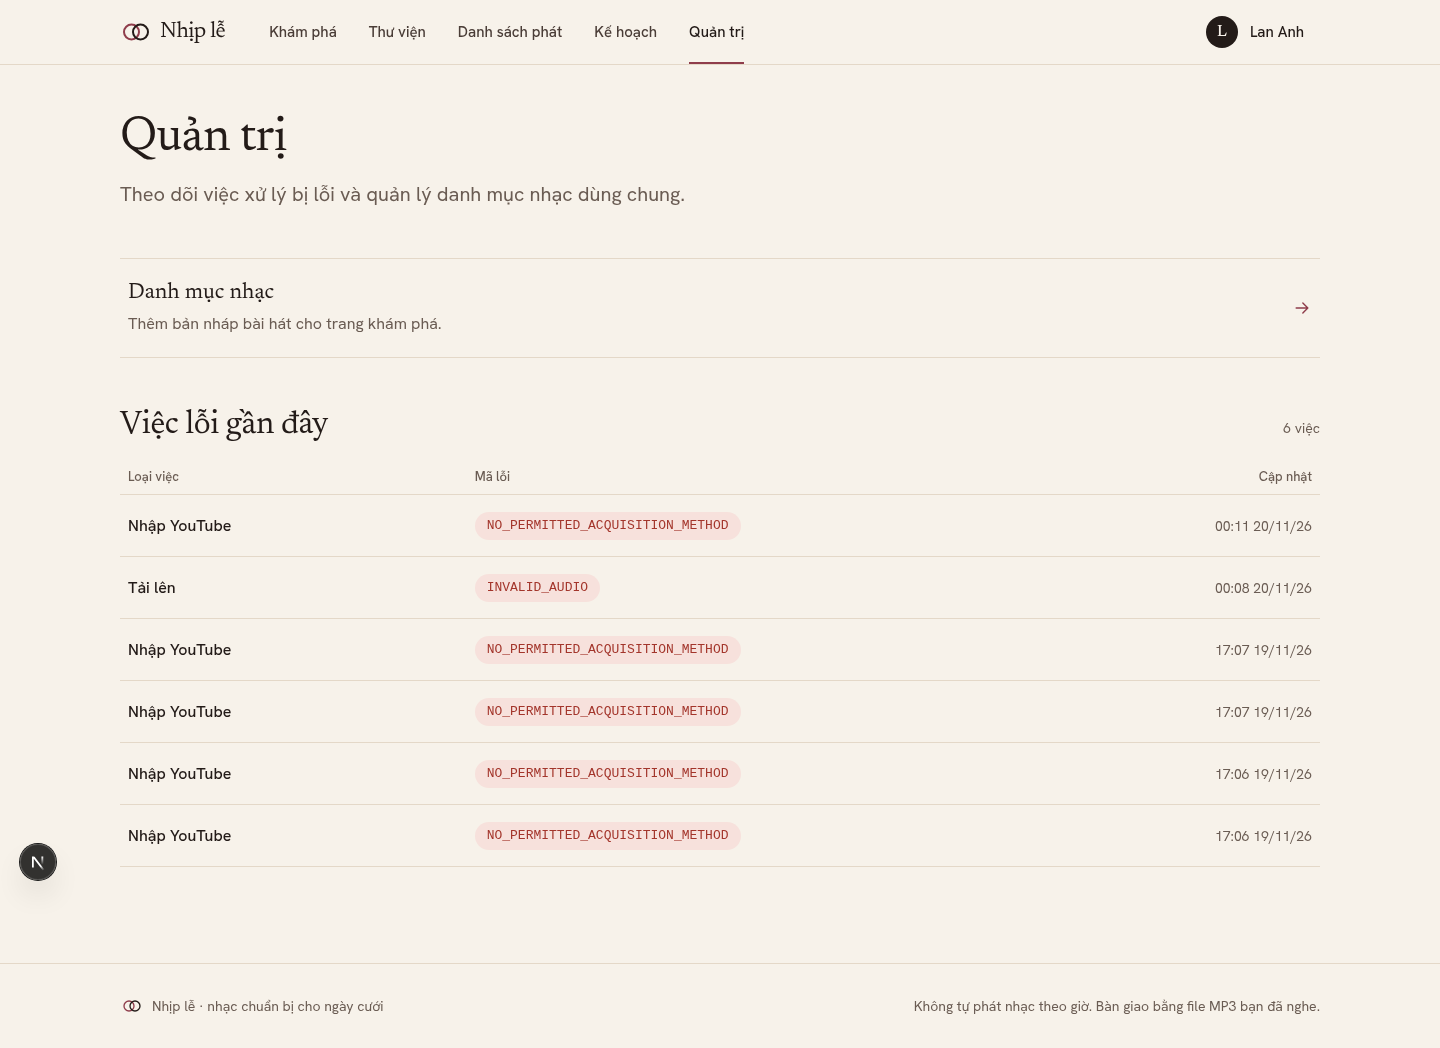 Nhịp lễ Khám phá Thư viện Danh sách phát Kế hoạch Quản trị L Lan Anh
Quản trị
Theo dõi việc xử lý bị lỗi và quản lý danh mục nhạc dùng chung.
Danh mục nhạc
Thêm bản nháp bài hát cho trang khám phá.
Việc lỗi gần đây 6 việc
Loại việc Mã lỗi Cập nhật
Nhập YouTube NO_PERMITTED_ACQUISITION_METHOD 00:11 20/11/26
Tải lên INVALID_AUDIO 00:08 20/11/26
Nhập YouTube NO_PERMITTED_ACQUISITION_METHOD 17:07 19/11/26
Nhập YouTube NO_PERMITTED_ACQUISITION_METHOD 17:07 19/11/26
Nhập YouTube NO_PERMITTED_ACQUISITION_METHOD 17:06 19/11/26
Nhập YouTube NO_PERMITTED_ACQUISITION_METHOD 17:06 19/11/26
N
Nhịp lễ · nhạc chuẩn bị cho ngày cưới Không tự phát nhạc theo giờ. Bàn giao bằng file MP3 bạn đã nghe.